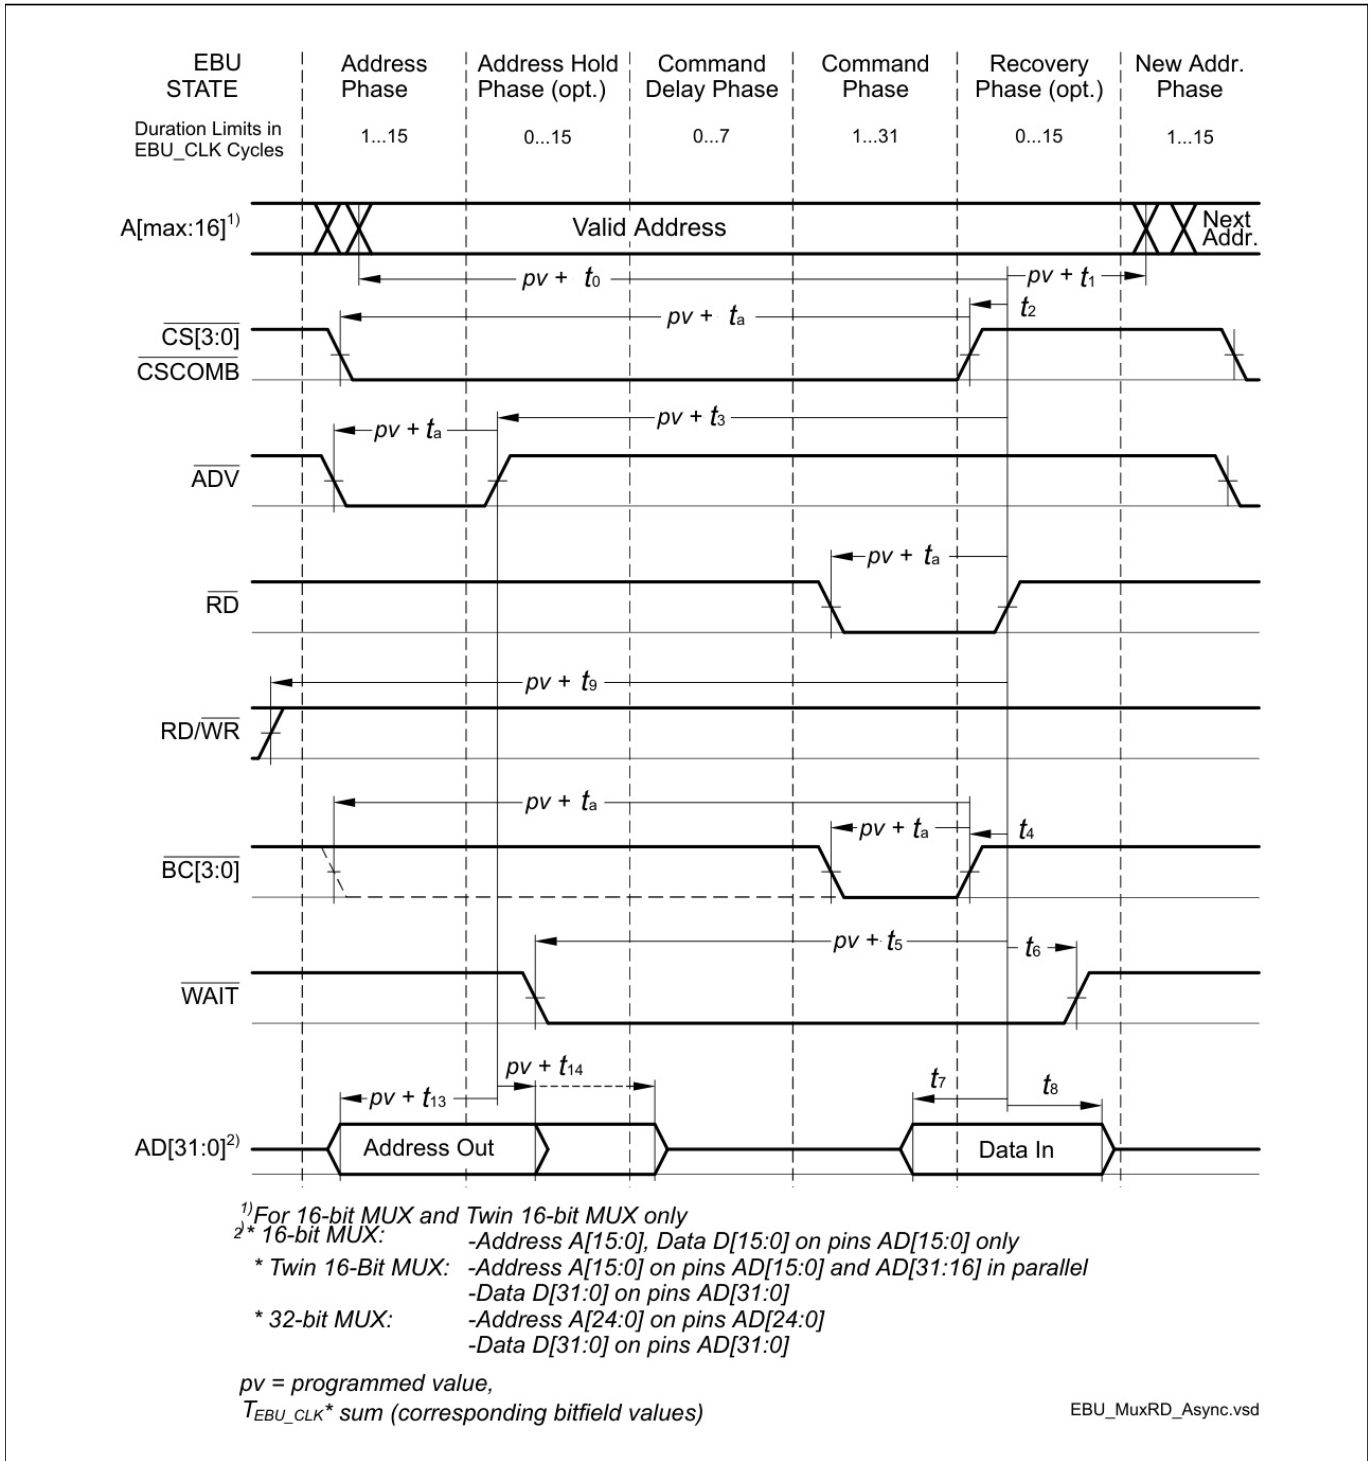 EBU STATE
Address Phase
Address Hold Phase (opt.)
Command Delay Phase
Command Phase
Recovery Phase (opt.)
New Addr. Phase
Duration Limits in EBU_CLK Cycles
1...15
0...15
0...7
1...31
0...15
1...15
A[max:16]1)
Valid Address
Next Addr.
pv + t0
pv + t1
pv + ta
t2
CS[3:0]
CSCOMB
pv + ta
pv + t3
ADV
pv + ta
RD
pv + t9
RD/WR
pv + ta
pv + ta
t4
BC[3:0]
pv + t5
t6
WAIT
pv + t14
pv + t13
t7
t8
AD[31:0]2)
Address Out
Data In
1)For 16-bit MUX and Twin 16-bit MUX only
2)* 16-bit MUX: -Address A[15:0], Data D[15:0] on pins AD[15:0] only
* Twin 16-Bit MUX: -Address A[15:0] on pins AD[15:0] and AD[31:16] in parallel
-Data D[31:0] on pins AD[31:0]
* 32-bit MUX: -Address A[24:0] on pins AD[24:0]
-Data D[31:0] on pins AD[31:0]
pv = programmed value,
TEBU_CLK* sum (corresponding bitfield values)
EBU_MuxRD_Async.vsd